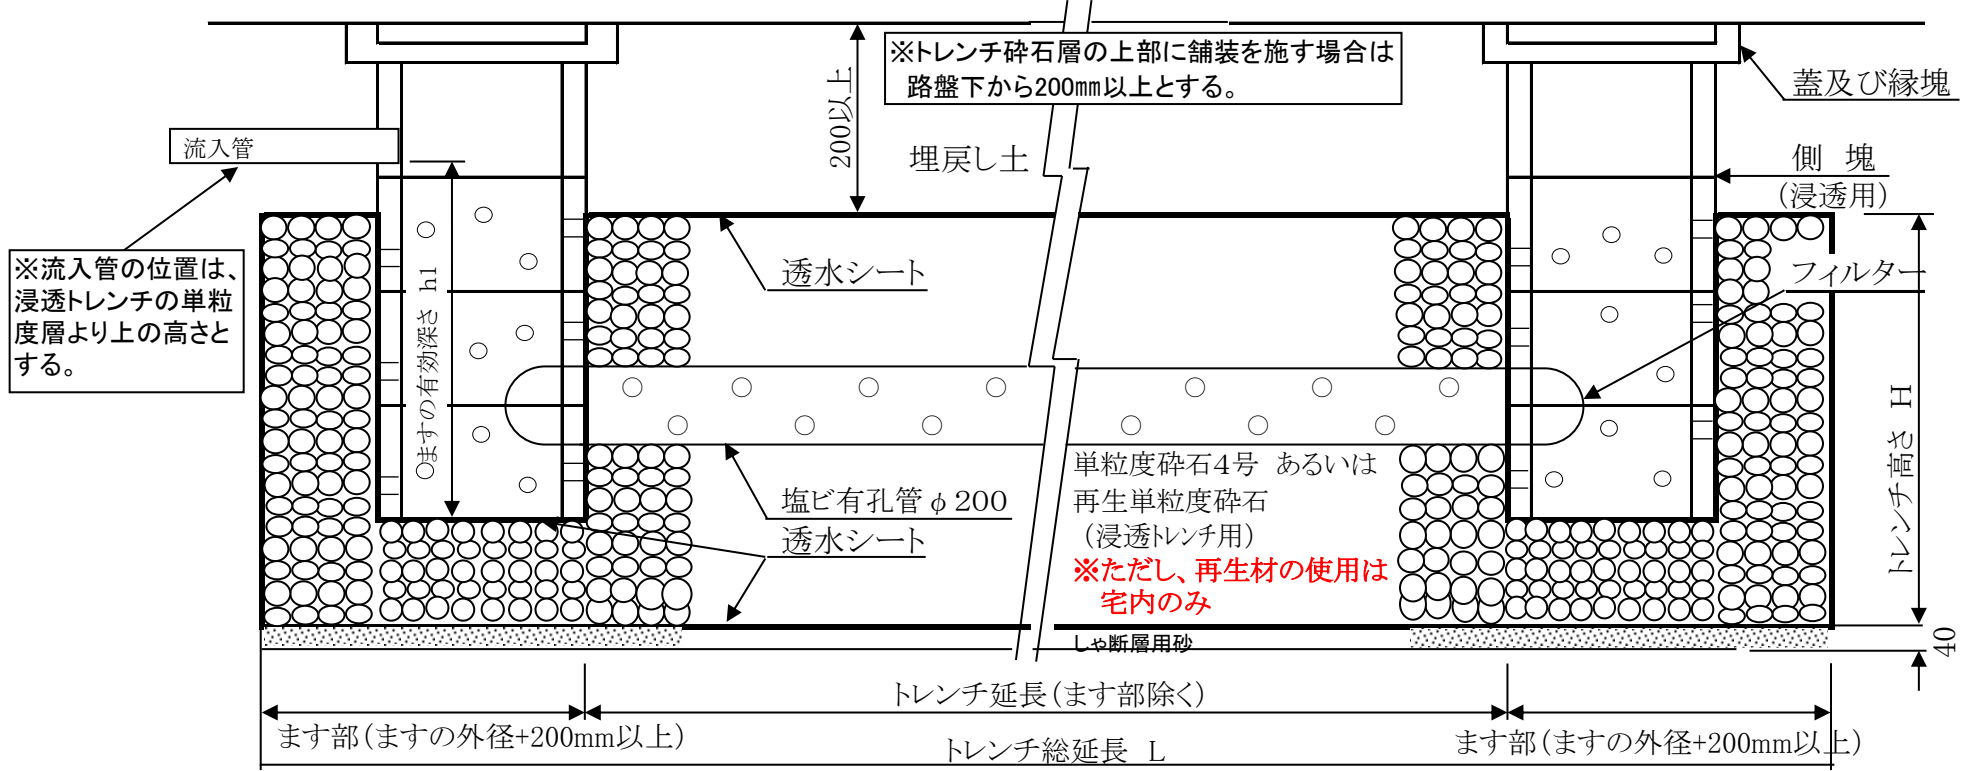 ※トレンチ砕石層の上部に舗装を施す場合は
路盤下から200㎜以上とする。
200以上
蓋及び縁塊
流入管
埋戻し土
側 塊
(浸透用)
※流入管の位置は、
浸透トレンチの単粒
度層より上の高さと
する。
ますの有効深さ h1
透水シート
フィルター
トレンチ高さ H
塩ビ有孔管φ200
透水シート
単粒度砕石4号 あるいは
再生単粒度砕石
(浸透トレンチ用)
※ただし、再生材の使用は
宅内のみ
しゃ断層用砂
40
トレンチ延長(ます部除く)
ます部(ますの外径+200mm以上)
ます部(ますの外径+200mm以上)
トレンチ総延長 L